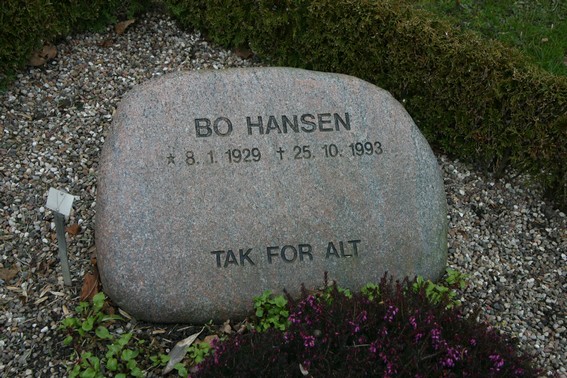 BO HANSEN
* 8. 1. 1929 † 25. 10. 1993
TAK FOR ALT